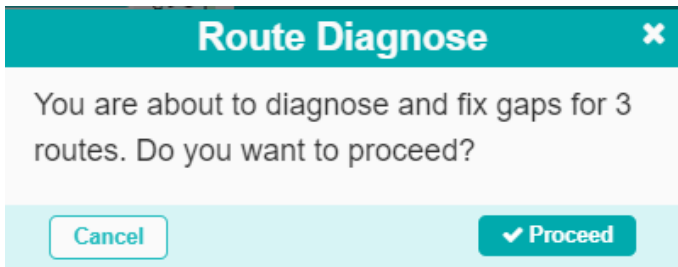 Route Diagnose
You are about to diagnose and fix gaps for 3
routes. Do you want to proceed?
Cancel
Proceed